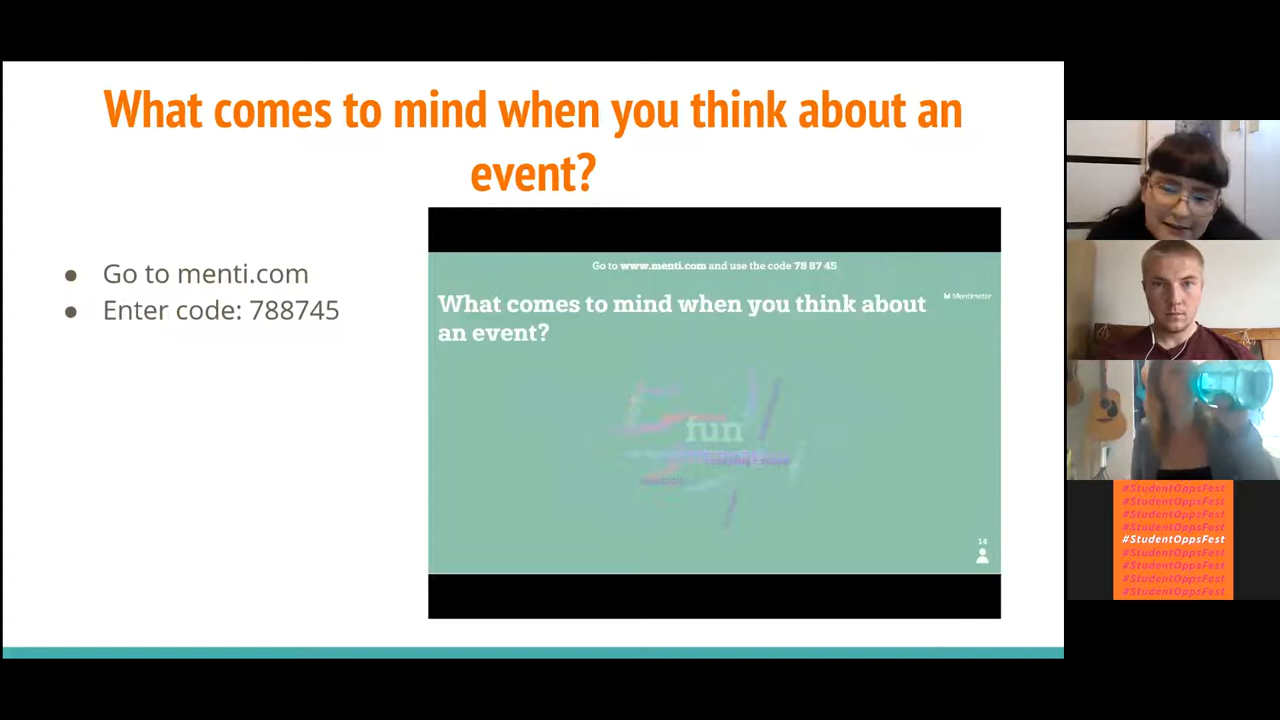 What comes to mind when you think about an
event?
● Go to menti.com
● Enter code: 788745
Go to www.menti.com and use the code 78 87 45
Mentimeter
What comes to mind when you think about
an event?
fun
16
#StudentOppsFest
#StudentOppsFest
#StudentOppsFest
#StudentOppsFest
#StudentOppsFest
#StudentOppsFest
#StudentOppsFest
#StudentOppsFest
#StudentOppsFest